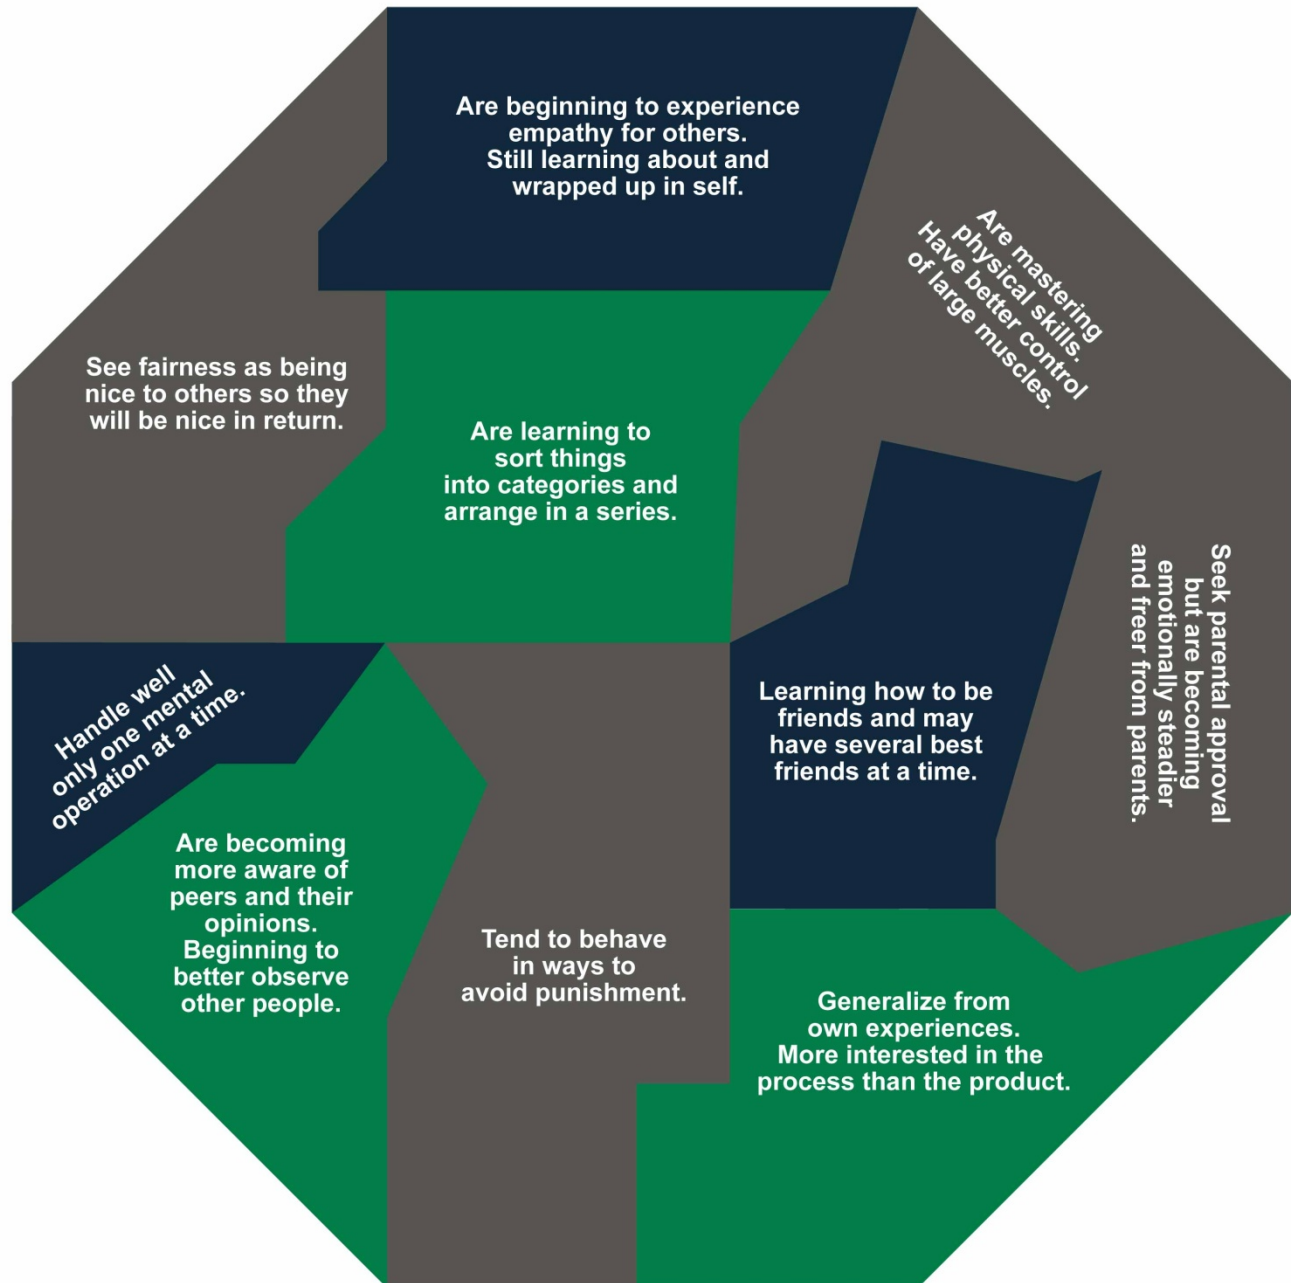 Are beginning to experience
empathy for others.
Still learning about and
wrapped up in self.
Are mastering
physical skills.
Have better control
of large muscles.
See fairness as being
nice to others so they
will be nice in return.
Are learning to
sort things
into categories and
arrange in a series.
Seek parental approval
but are becoming
emotionally steadier
and freer from parents.
Handle well
only one mental
operation at a time.
Learning how to be
friends and may
have several best
friends at a time.
Are becoming
more aware of
peers and their
opinions.
Beginning to
better observe
other people.
Tend to behave
in ways to
avoid punishment.
Generalize from
own experiences.
More interested in the
process than the product.